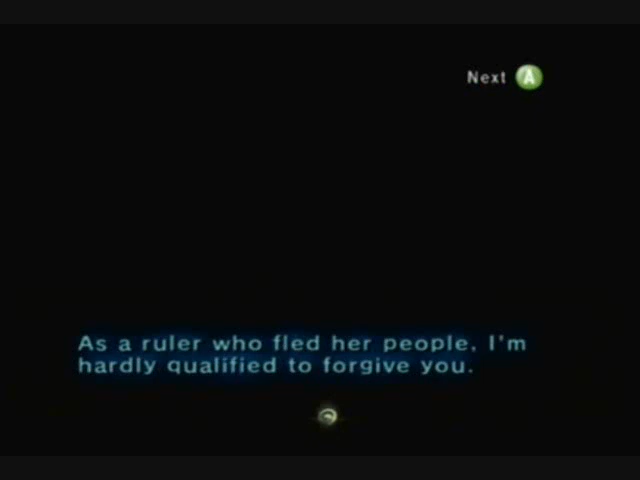 Next A
As a ruler who fled her people, I'm
hardly qualified to forgive you.